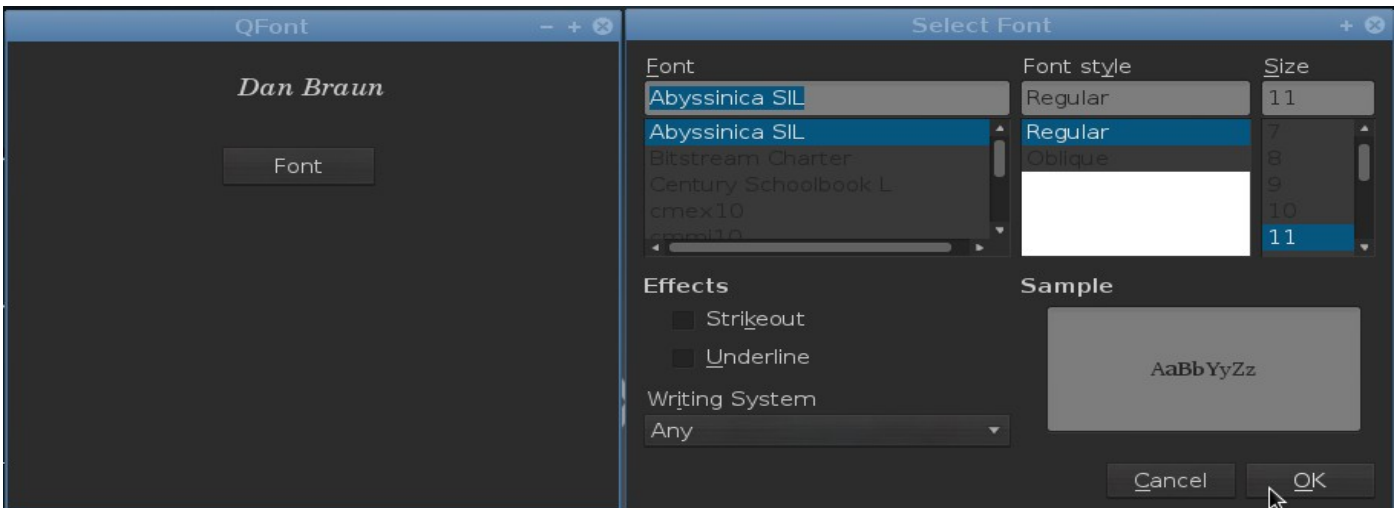 QFont
Dan Braun
Font
Select Font
Font
Font style
Size
Abyssinica SIL
Regular
11
Abyssinica SIL
Bitstream Charter
Century Schoolbook L
cmex10
cmmi10
Regular
Oblique
7
8
9
10
11
Effects
Strikeout
Underline
Writing System
Any
Sample
AaBbYyZz
Cancel
OK